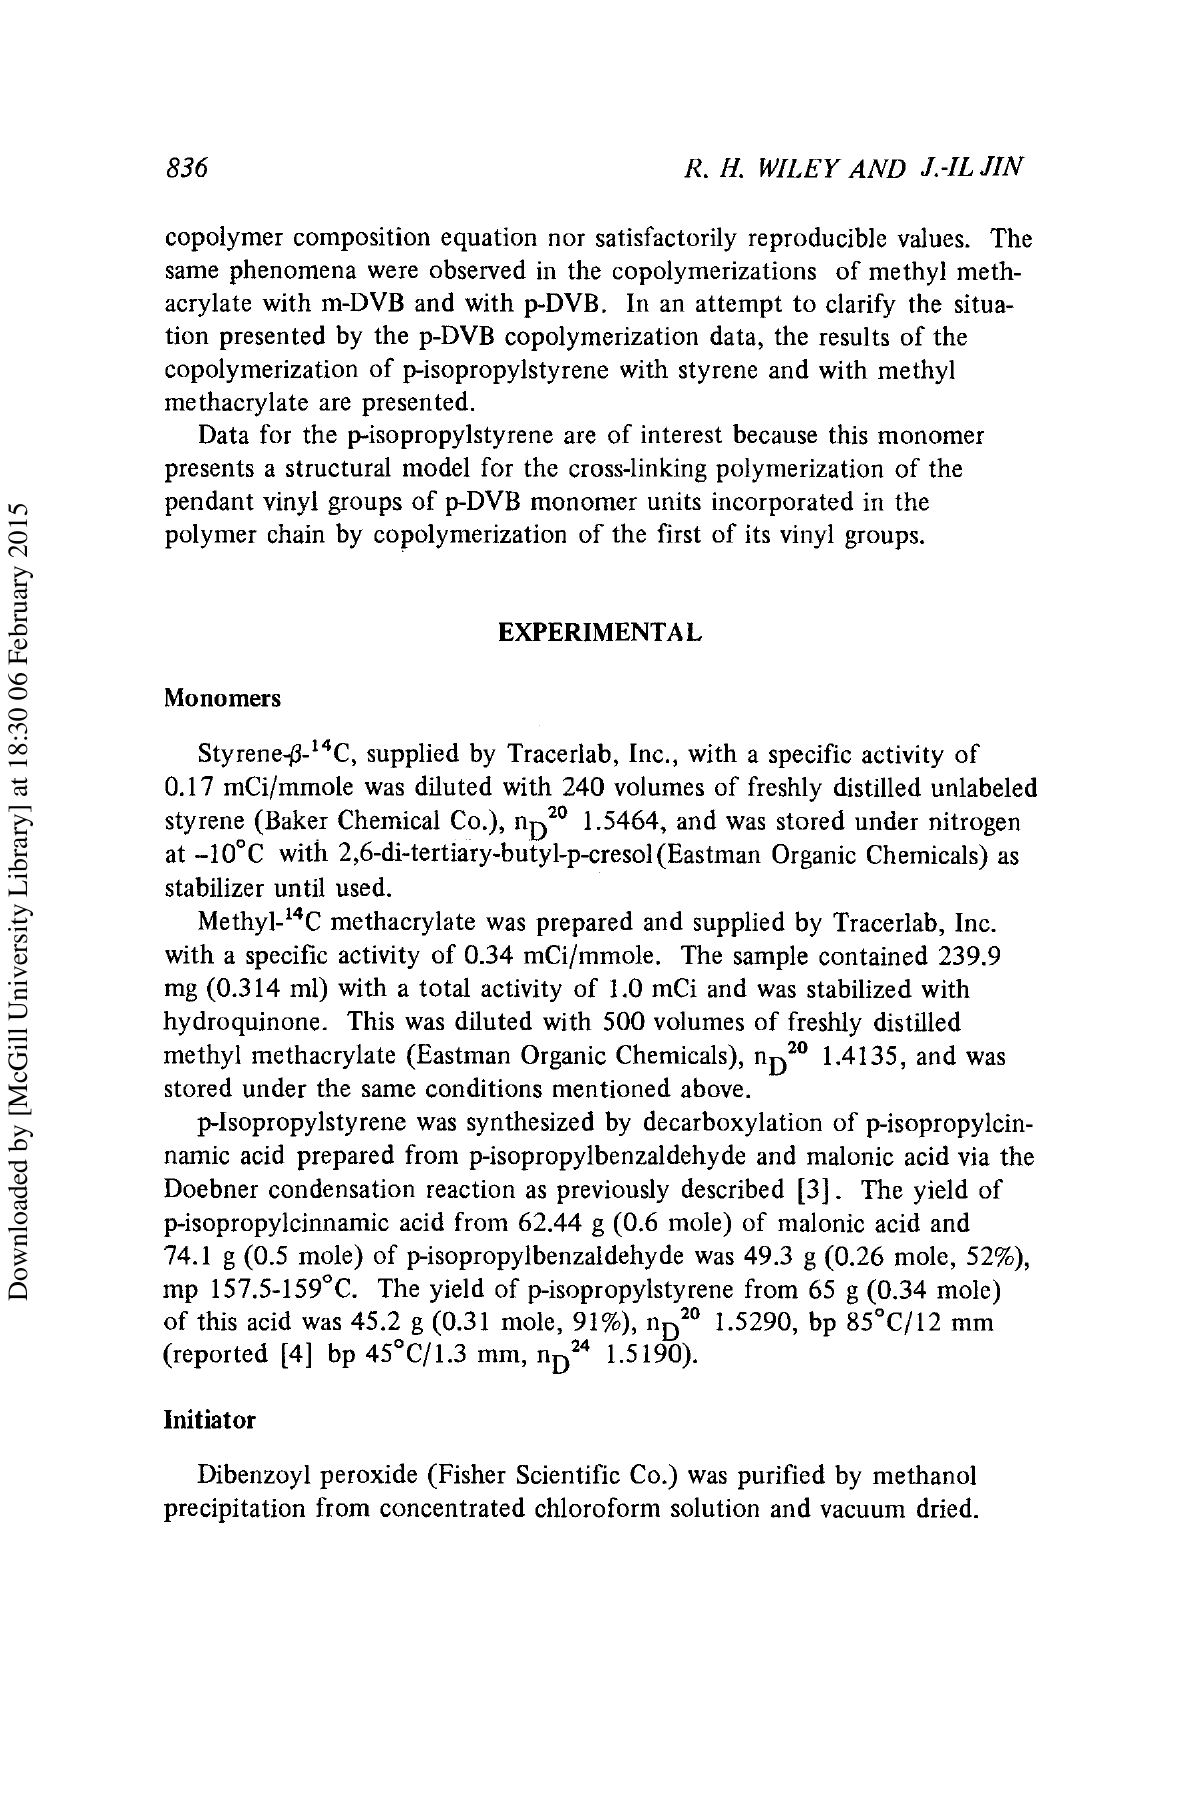 836 R. H. WILEY AND J.-IL JIN
copolymer composition equation nor satisfactorily reproducible values. The
same phenomena were observed in the copolymerizations of methyl meth-
acrylate with m-DVB and with p-DVB. In an attempt to clarify the situa-
tion presented by the p-DVB copolymerization data, the results of the
copolymerization of p-isopropylstyrene with styrene and with methyl
methacrylate are presented.
Data for the p-isopropylstyrene are of interest because this monomer
presents a structural model for the cross-linking polymerization of the
pendant vinyl groups of p-DVB monomer units incorporated in the
polymer chain by copolymerization of the first of its vinyl groups.
EXPERIMENTAL
Monomers
Styrene-β-¹⁴C, supplied by Tracerlab, Inc., with a specific activity of
0.17 mCi/mmole was diluted with 240 volumes of freshly distilled unlabeled
styrene (Baker Chemical Co.), nD²⁰ 1.5464, and was stored under nitrogen
at -10°C with 2,6-di-tertiary-butyl-p-cresol(Eastman Organic Chemicals) as
stabilizer until used.
Methyl-¹⁴C methacrylate was prepared and supplied by Tracerlab, Inc.
with a specific activity of 0.34 mCi/mmole. The sample contained 239.9
mg (0.314 ml) with a total activity of 1.0 mCi and was stabilized with
hydroquinone. This was diluted with 500 volumes of freshly distilled
methyl methacrylate (Eastman Organic Chemicals), nD²⁰ 1.4135, and was
stored under the same conditions mentioned above.
p-Isopropylstyrene was synthesized by decarboxylation of p-isopropylcin-
namic acid prepared from p-isopropylbenzaldehyde and malonic acid via the
Doebner condensation reaction as previously described [3]. The yield of
p-isopropylcinnamic acid from 62.44 g (0.6 mole) of malonic acid and
74.1 g (0.5 mole) of p-isopropylbenzaldehyde was 49.3 g (0.26 mole, 52%),
mp 157.5-159°C. The yield of p-isopropylstyrene from 65 g (0.34 mole)
of this acid was 45.2 g (0.31 mole, 91%), nD²⁰ 1.5290, bp 85°C/12 mm
(reported [4] bp 45°C/1.3 mm, nD²⁴ 1.5190).
Initiator
Dibenzoyl peroxide (Fisher Scientific Co.) was purified by methanol
precipitation from concentrated chloroform solution and vacuum dried.
Downloaded by [McGill University Library] at 18:30 06 February 2015